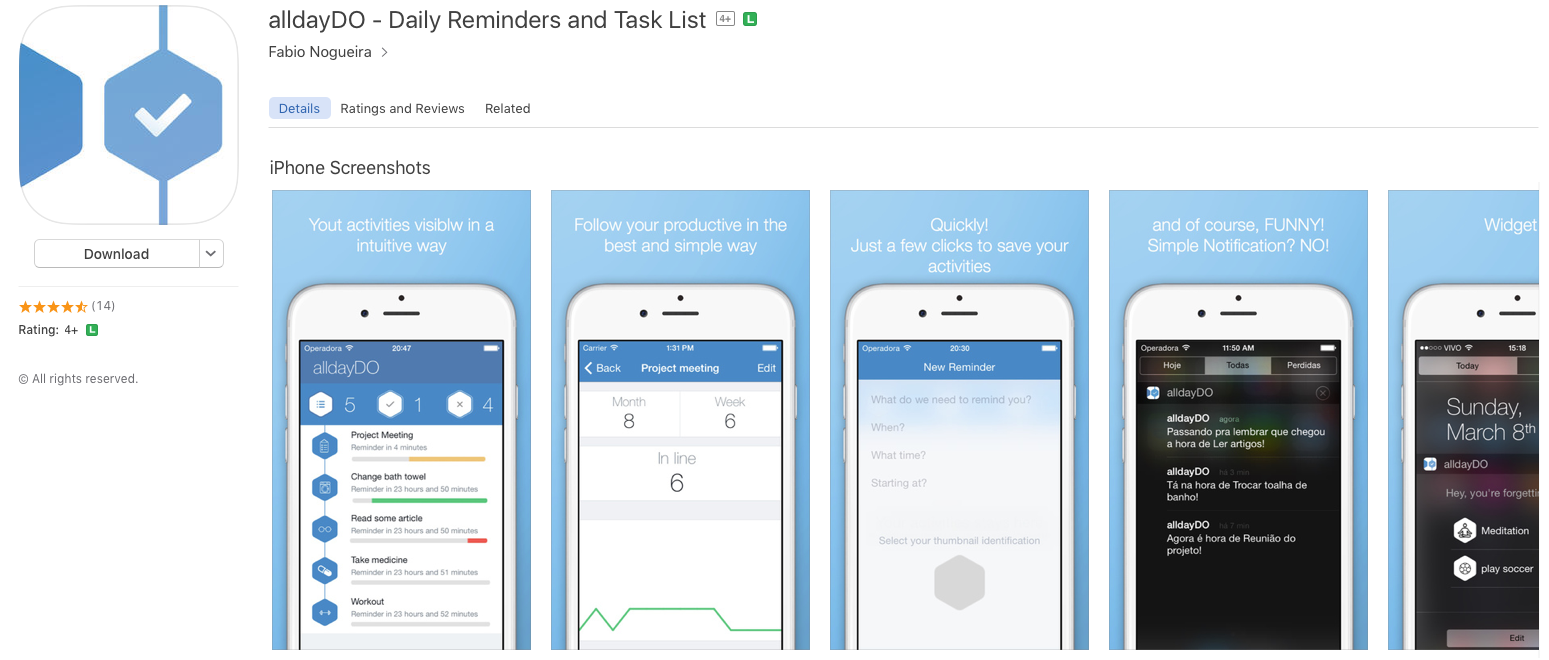 alldayDO - Daily Reminders and Task List 4+ L
Fabio Nogueira
Details Ratings and Reviews Related
iPhone Screenshots
Download
(14)
Rating: 4+ L
© All rights reserved.
Yout activities visiblw in a
intuitive way
Operadora 20:47
alldayDO
5 1 4
Project Meeting
Reminder in 4 minutes
Change bath towel
Reminder in 23 hours and 50 minutes
Read some article
Reminder in 23 hours and 50 minutes
Take medicine
Reminder in 23 hours and 51 minutes
Workout
Reminder in 23 hours and 52 minutes
Follow your productive in the
best and simple way
Carrier 1:31 PM
Back Project meeting Edit
Month Week
8 6
In line
6
Quickly!
Just a few clicks to save your
activities
Operadora 20:30
New Reminder
What do we need to remind you?
When?
What time?
Starting at?
Select your thumbnail identification
and of course, FUNNY!
Simple Notification? NO!
Operadora 11:50 AM
Hoje Todas Perdidas
alldayDO
alldayDO agora
Passando pra lembrar que chegou
a hora de Ler artigos!
alldayDO há 3 min
Tá na hora de Trocar toalha de
banho!
alldayDO há 7 min
Agora é hora de Reunião do
projeto!
Widget
VIVO 15:18
Today
Sunday,
March 8th
alldayDO
Hey, you're forgetti
Meditation
play soccer
Edit